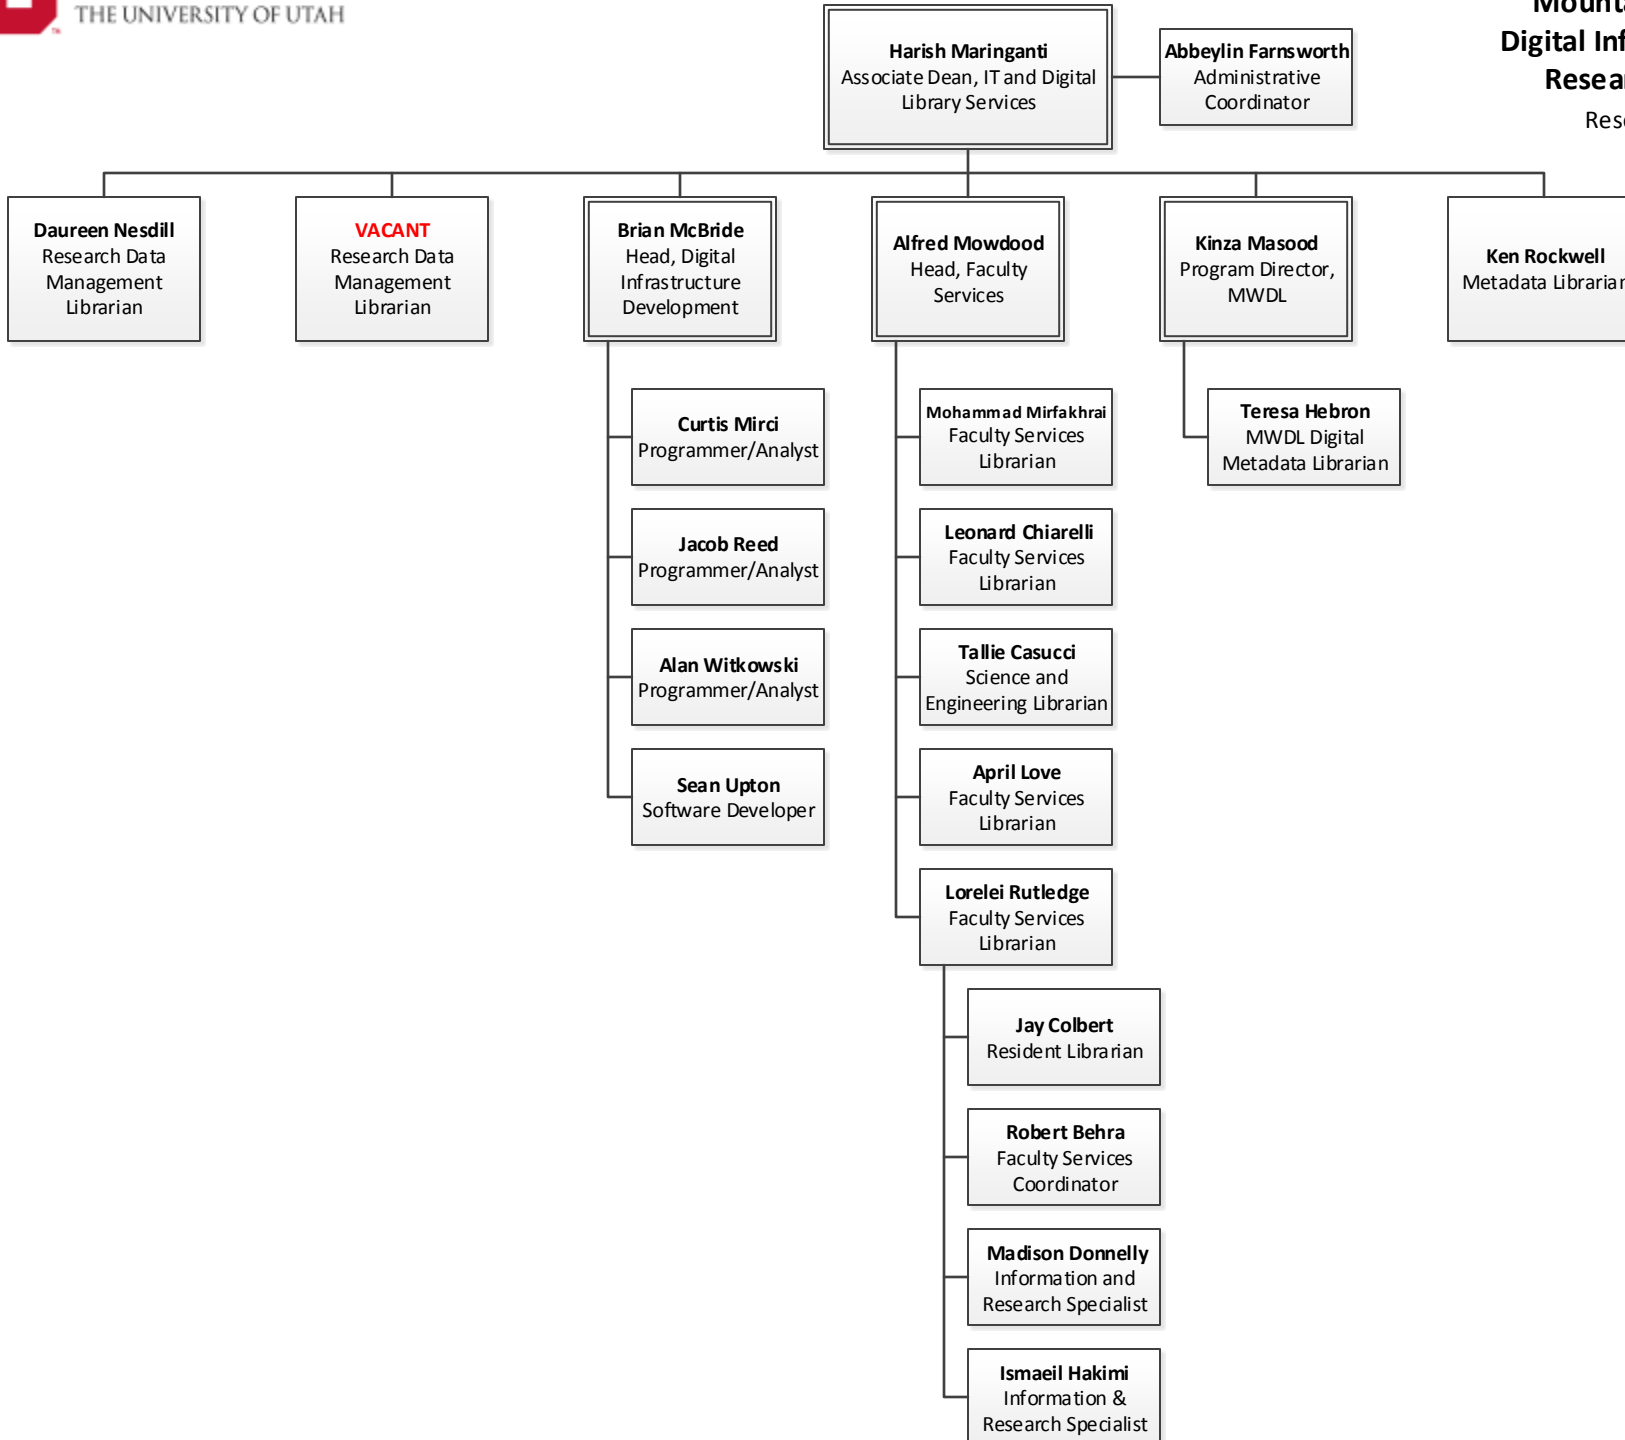 THE UNIVERSITY OF UTAH
Digital
Harish Maringanti
Associate Dean, IT and Digital
Library Services
Abbeylin Farnsworth
Administrative
Coordinator
Daureen Nesdill
Research Data
Management
Librarian
VACANT
Research Data
Management
Librarian
Brian McBride
Head, Digital
Infrastructure
Development
Alfred Mowdood
Head, Faculty
Services
Kinza Masood
Program Director,
MWDL
Ken Rockwell
Metadata Librarian
Curtis Mirci
Programmer/Analyst
Jacob Reed
Programmer/Analyst
Alan Witkowski
Programmer/Analyst
Sean Upton
Software Developer
Mohammad Mirfakhrai
Faculty Services
Librarian
Leonard Chiarelli
Faculty Services
Librarian
Tallie Casucci
Science and
Engineering Librarian
April Love
Faculty Services
Librarian
Lorelei Rutledge
Faculty Services
Librarian
Jay Colbert
Resident Librarian
Robert Behra
Faculty Services
Coordinator
Madison Donnelly
Information and
Research Specialist
Ismaeil Hakimi
Information &
Research Specialist
Teresa Hebron
MWDL Digital
Metadata Librarian